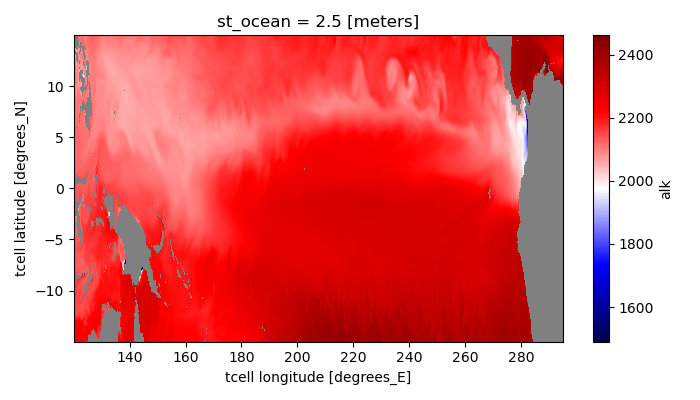 st_ocean = 2.5 [meters]
10
5
0
−5
−10
tcell latitude [degrees_N]
140 160 180 200 220 240 260 280
tcell longitude [degrees_E]
2400
2200
2000
1800
1600
alk